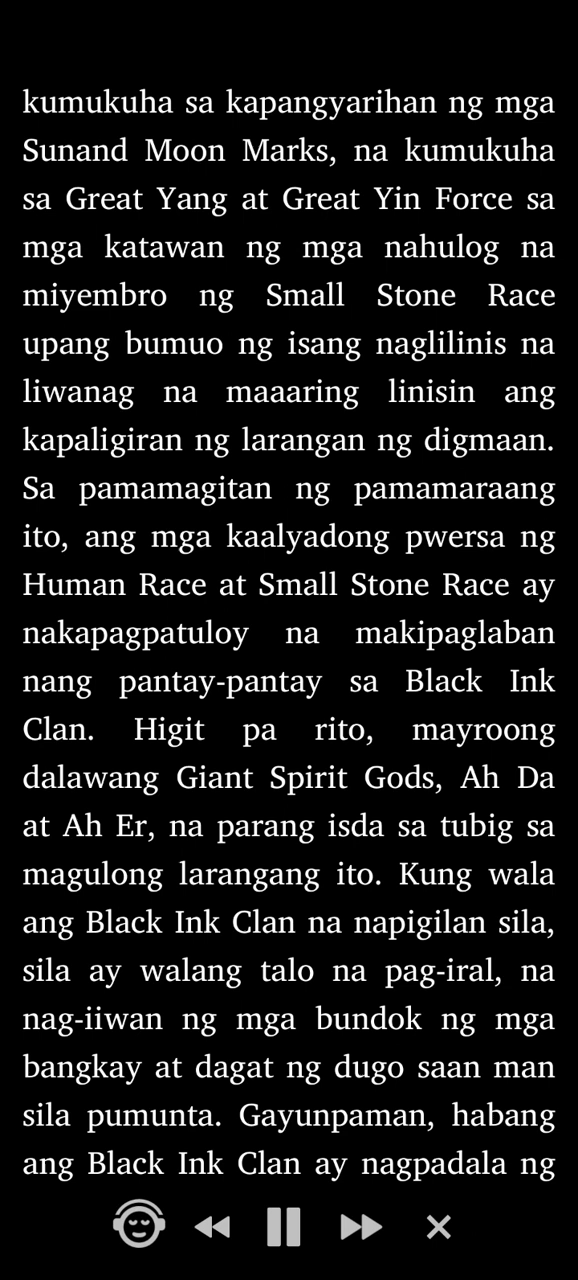 kumukuha sa kapangyarihan ng mga
Sunand Moon Marks, na kumukuha
sa Great Yang at Great Yin Force sa
mga katawan ng mga nahulog na
miyembro ng Small Stone Race
upang bumuo ng isang naglilinis na
liwanag na maaaring linisin ang
kapaligiran ng larangan ng digmaan.
Sa pamamagitan ng pamamaraang
ito, ang mga kaalyadong pwersa ng
Human Race at Small Stone Race ay
nakapagpatuloy na makipaglaban
nang pantay-pantay sa Black Ink
Clan. Higit pa rito, mayroong
dalawang Giant Spirit Gods, Ah Da
at Ah Er, na parang isda sa tubig sa
magulong larangang ito. Kung wala
ang Black Ink Clan na napigilan sila,
sila ay walang talo na pag-iral, na
nag-iiwan ng mga bundok ng mga
bangkay at dagat ng dugo saan man
sila pumunta. Gayunpaman, habang
ang Black Ink Clan ay nagpadala ng